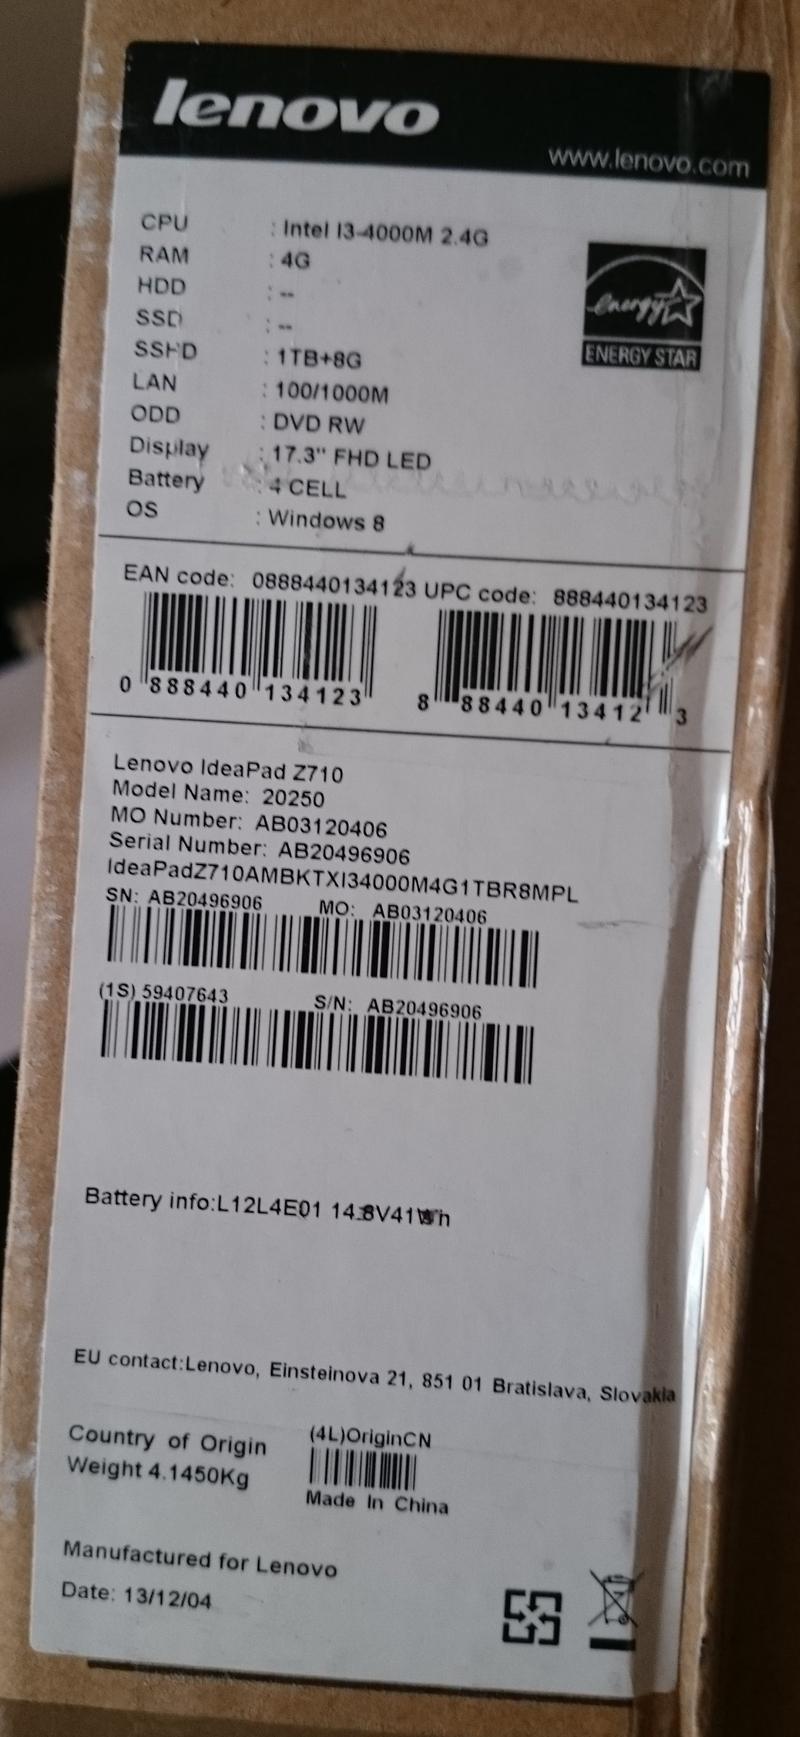 lenovo
www.lenovo.com
CPU : Intel I3-4000M 2.4G
RAM : 4G
HDD : --
SSD : --
SSHD : 1TB+8G
LAN : 100/1000M
ODD : DVD RW
Display : 17.3" FHD LED
Battery : 4 CELL
OS : Windows 8
energy
ENERGY STAR
EAN code: 0888440134123 UPC code: 888440134123
0 888440 134123 8 88440 13412 3
Lenovo IdeaPad Z710
Model Name: 20250
MO Number: AB03120406
Serial Number: AB20496906
IdeaPadZ710AMBKTXI34000M4G1TBR8MPL
SN: AB20496906 MO: AB03120406
(1S) 59407643 S/N: AB20496906
Battery info:L12L4E01 14.8V41Wh
EU contact:Lenovo, Einsteinova 21, 851 01 Bratislava, Slovakia
Country of Origin (4L)OriginCN
Weight 4.1450Kg
Made In China
Manufactured for Lenovo
Date: 13/12/04